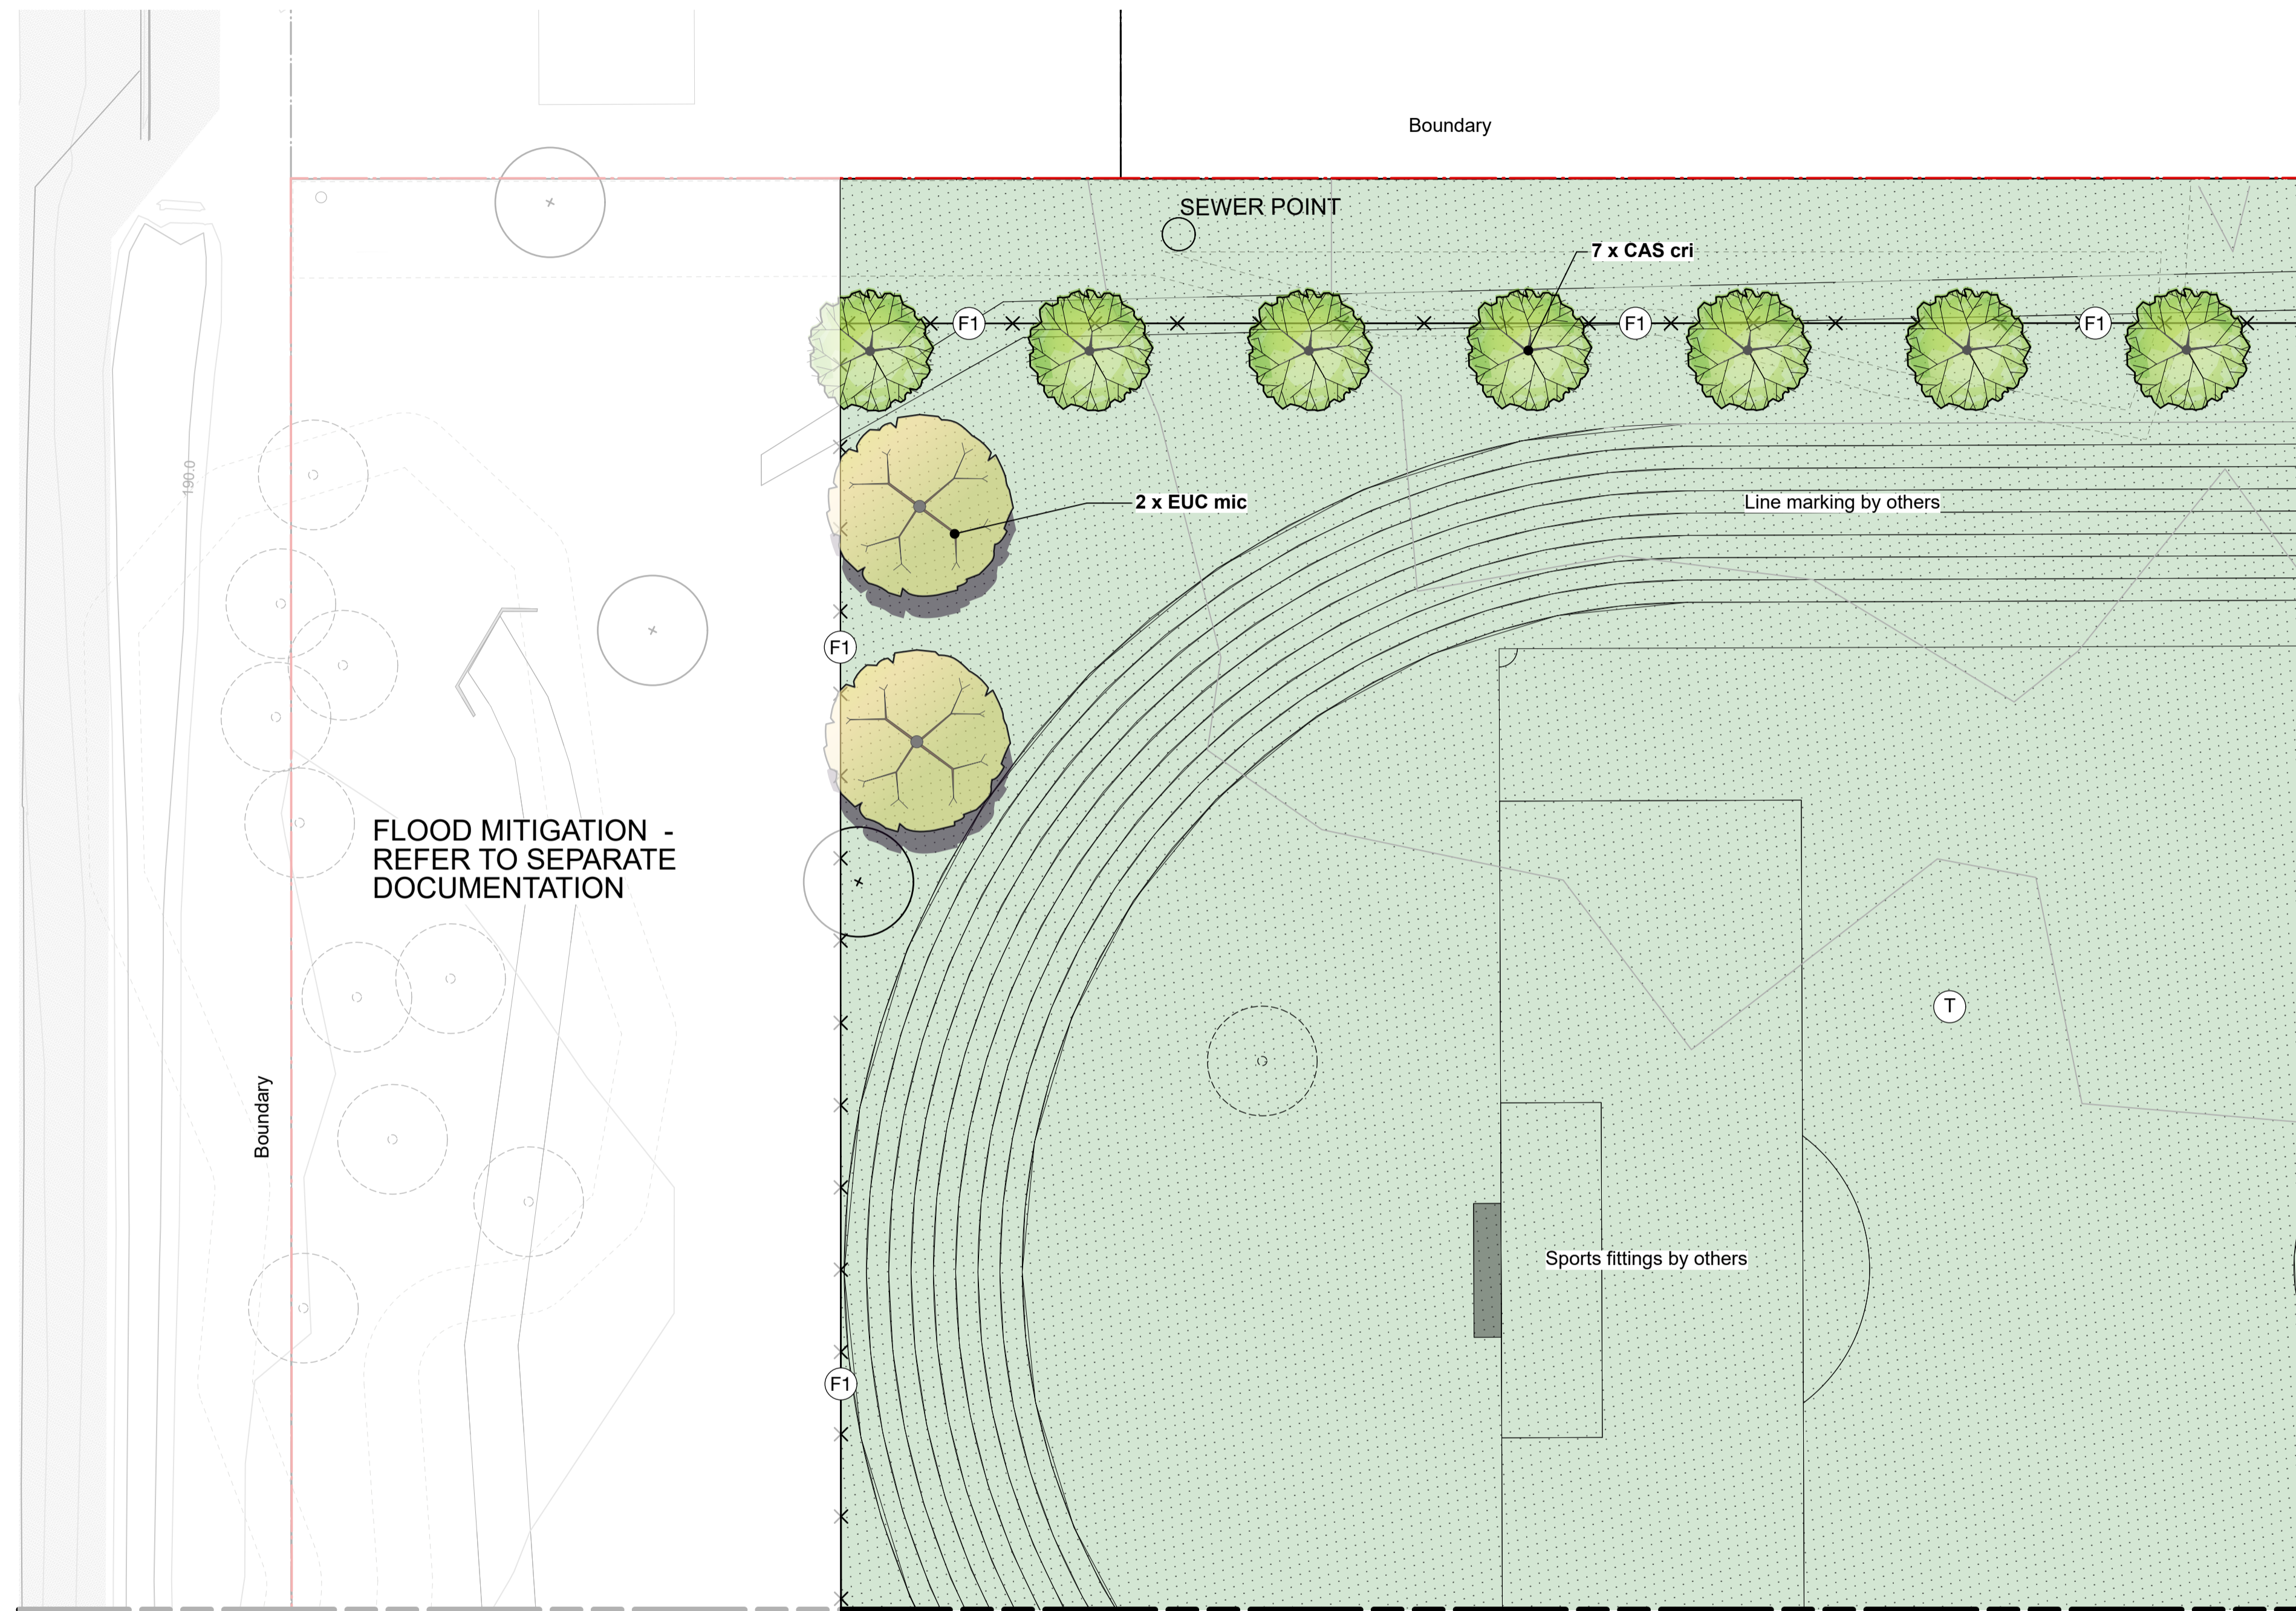 Boundary
SEWER POINT
7 x CAS cri
F1
F1
F1
190.0
2 x EUC mic
Line marking by others
F1
FLOOD MITIGATION -
REFER TO SEPARATE
DOCUMENTATION
T
Boundary
Sports fittings by others
F1